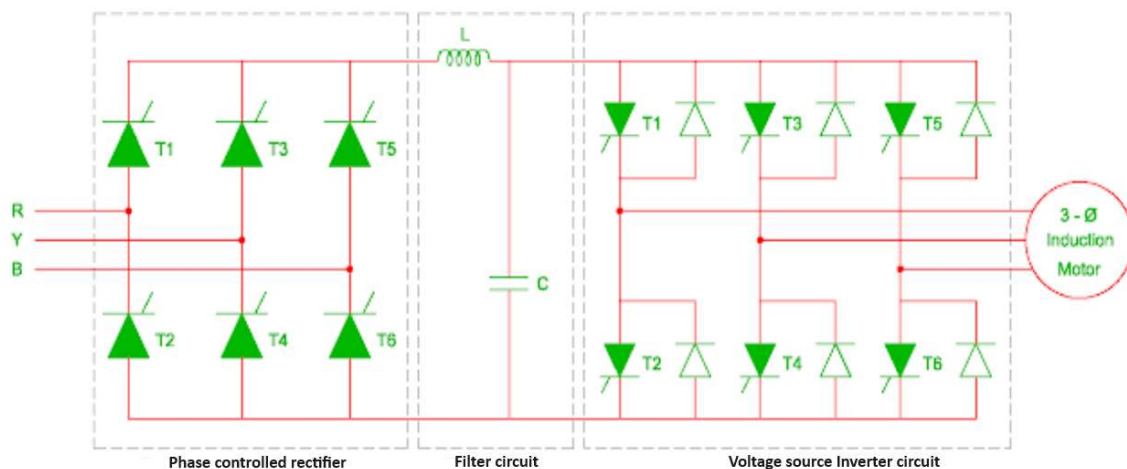 L
T1
T3
T5
T1
T3
T5
R
Y
B
3 - Ø
Induction
Motor
C
T2
T4
T6
T2
T4
T6
Phase controlled rectifier
Filter circuit
Voltage source Inverter circuit